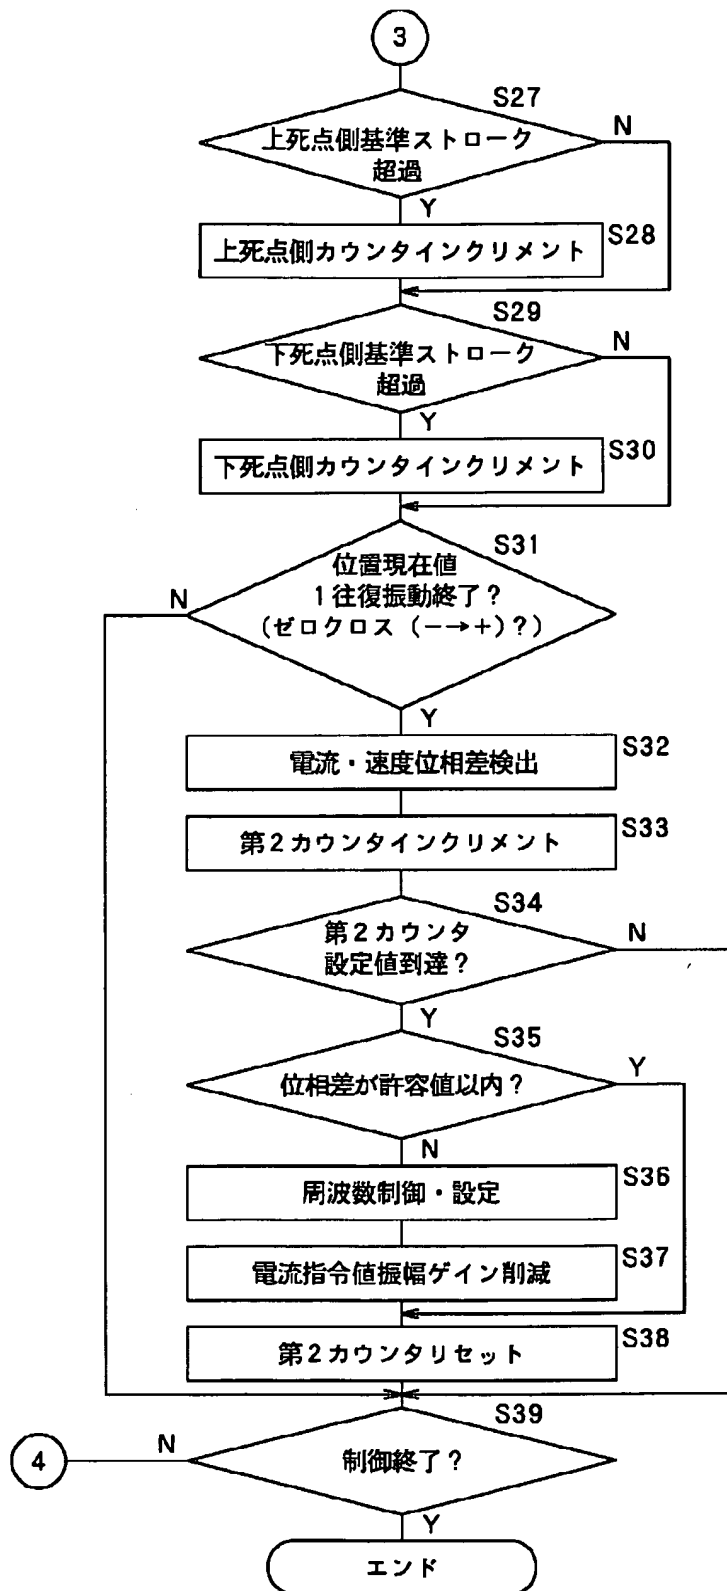 3
S27
上死点側基準ストローク
超過
N
Y
S28
上死点側カウンタインクリメント
S29
下死点側基準ストローク
超過
N
Y
S30
下死点側カウンタインクリメント
S31
位置現在値
1往復振動終了?
(ゼロクロス (−→+)?)
N
Y
S32
電流・速度位相差検出
S33
第2カウンタインクリメント
S34
第2カウンタ
設定値到達?
N
Y
S35
位相差が許容値以内?
Y
N
S36
周波数制御・設定
S37
電流指令値振幅ゲイン削減
S38
第2カウンタリセット
S39
制御終了?
N
4
Y
エンド